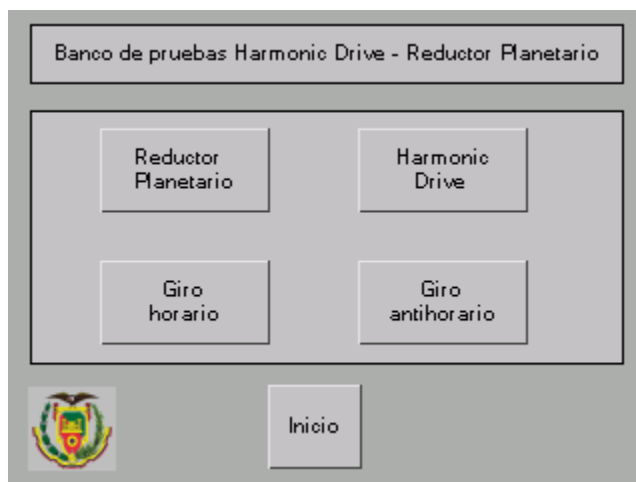 Banco de pruebas Harmonic Drive - Reductor Planetario
Reductor
Planetario
Harmonic
Drive
Giro
horario
Giro
antihorario
Inicio